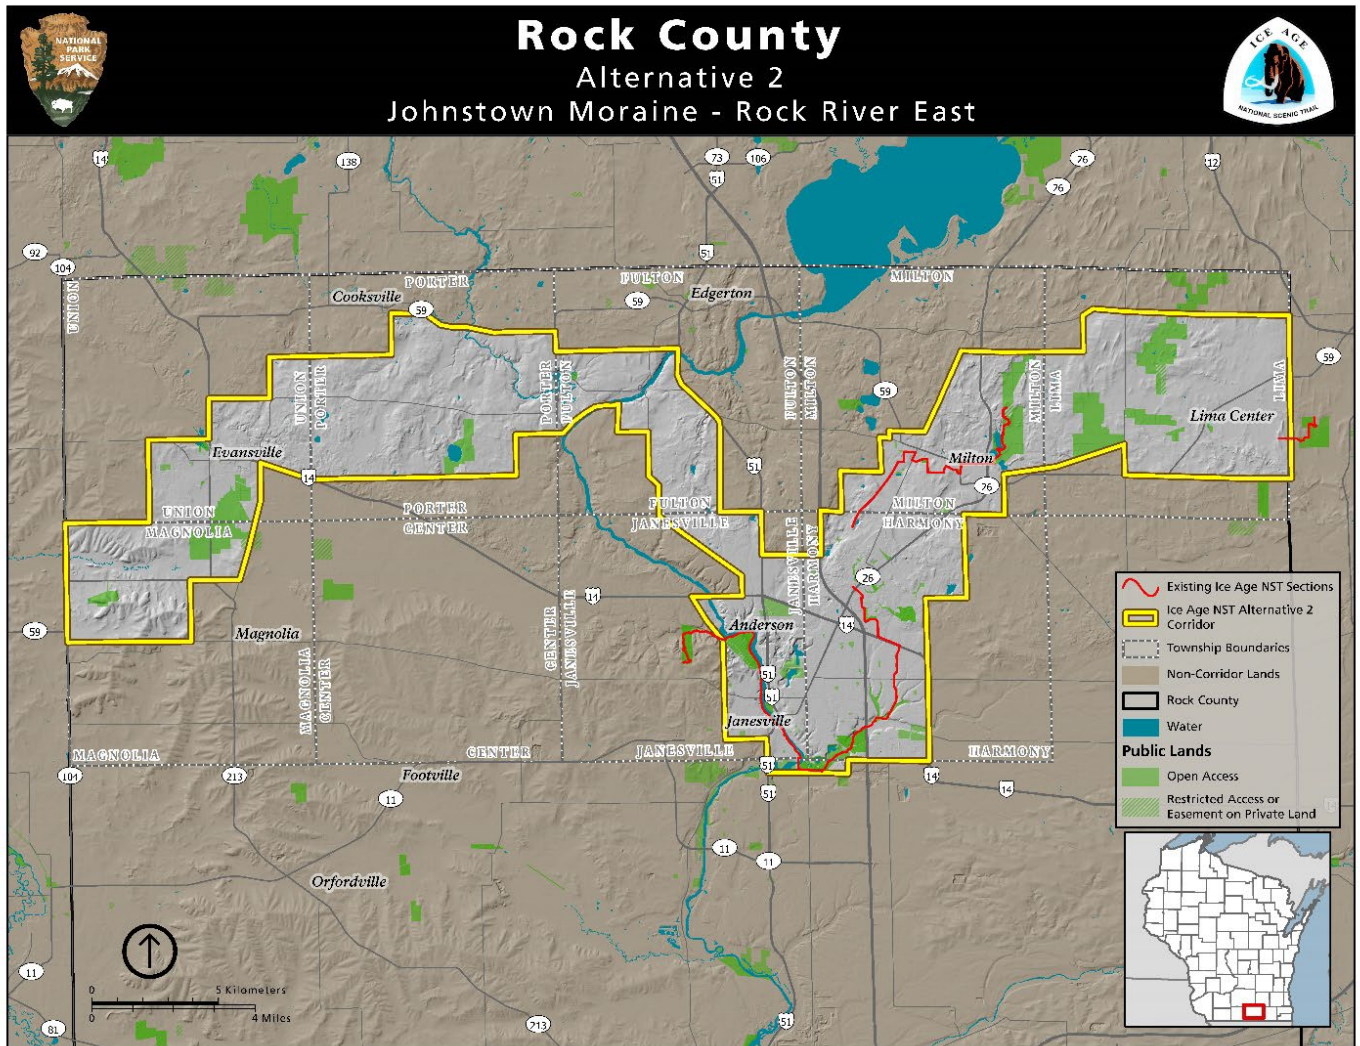 Rock County
Alternative 2
Johnstown Moraine - Rock River East
NATIONAL
PARK
SERVICE
ICE AGE
NATIONAL SCENIC TRAIL
14
138
73
106
51
76
12
76
92
104
51
UNION
PORTER
FULTON
MILTON
Cooksville
59
59
Edgerton
59
UNION
PORTER
PORTER
FULTON
FULTON
MILTON
59
MILTON
LIMA
LIMA
Lima Center
Evansville
14
51
Milton
26
UNION
MAGNOLIA
PORTER
CENTER
FULTON
JANESVILLE
MILTON
HARMONY
JANESVILLE
HARMONY
26
14
59
Magnolia
CENTER
JANESVILLE
Anderson
14
MAGNOLIA
CENTER
51
51
Janesville
MAGNOLIA
CENTER
JANESVILLE
HARMONY
104
213
Footville
51
14
11
51
14
11
11
Orfordville
11
81
213
51
0
5 Kilometers
0
4 Miles
Existing Ice Age NST Sections
Ice Age NST Alternative 2
Corridor
Township Boundaries
Non-Corridor Lands
Rock County
Water
Public Lands
Open Access
Restricted Access or
Easement on Private Land